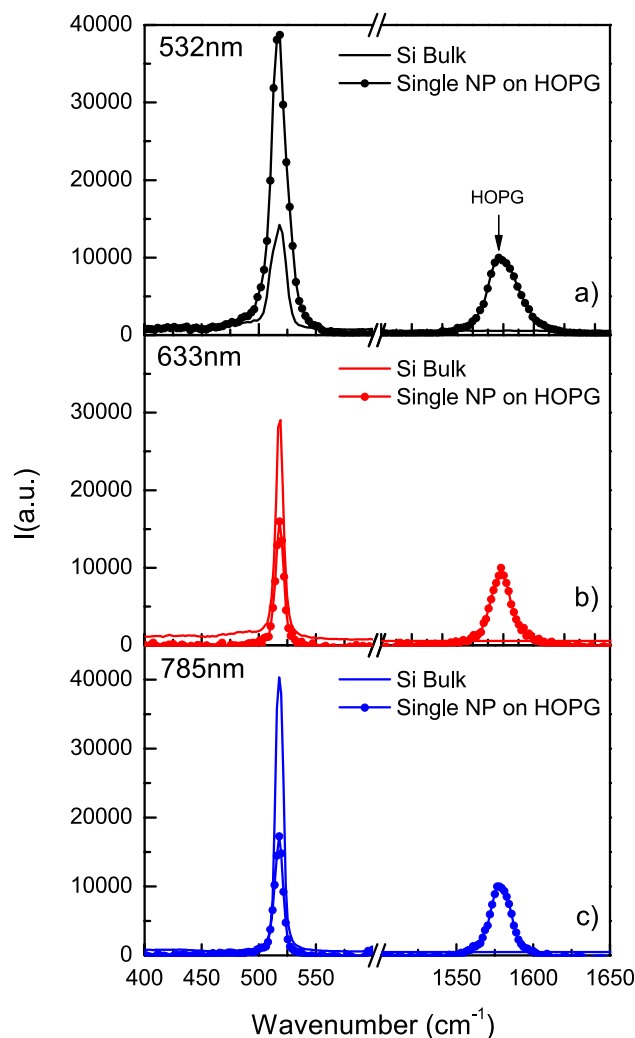 40000
532nm
Si Bulk
Single NP on HOPG
30000
20000
HOPG
10000
a)
0
633nm
Si Bulk
Single NP on HOPG
30000
20000
10000
b)
0
785nm
40000
Si Bulk
Single NP on HOPG
30000
20000
10000
c)
0
400 450 500 550 1550 1600 1650
I(a.u.)
Wavenumber (cm⁻¹)